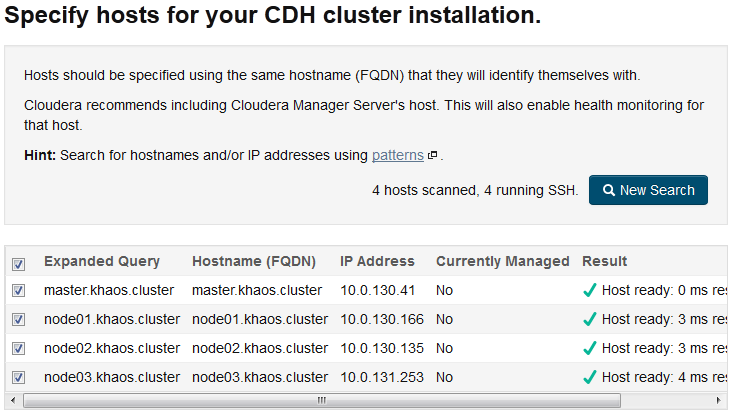 Specify hosts for your CDH cluster installation.
Hosts should be specified using the same hostname (FQDN) that they will identify themselves with.
Cloudera recommends including Cloudera Manager Server's host. This will also enable health monitoring for
that host.
Hint: Search for hostnames and/or IP addresses using patterns .
4 hosts scanned, 4 running SSH. New Search
Expanded Query Hostname (FQDN) IP Address Currently Managed Result
master.khaos.cluster master.khaos.cluster 10.0.130.41 No Host ready: 0 ms res
node01.khaos.cluster node01.khaos.cluster 10.0.130.166 No Host ready: 3 ms res
node02.khaos.cluster node02.khaos.cluster 10.0.130.135 No Host ready: 3 ms res
node03.khaos.cluster node03.khaos.cluster 10.0.131.253 No Host ready: 4 ms res